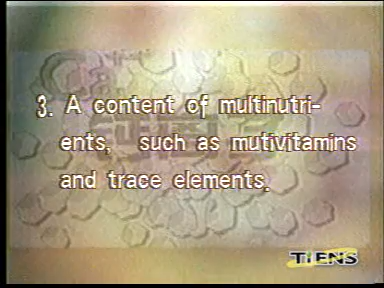 3. A content of multinutri-
ents, such as mutivitamins
and trace elements.
TIENS